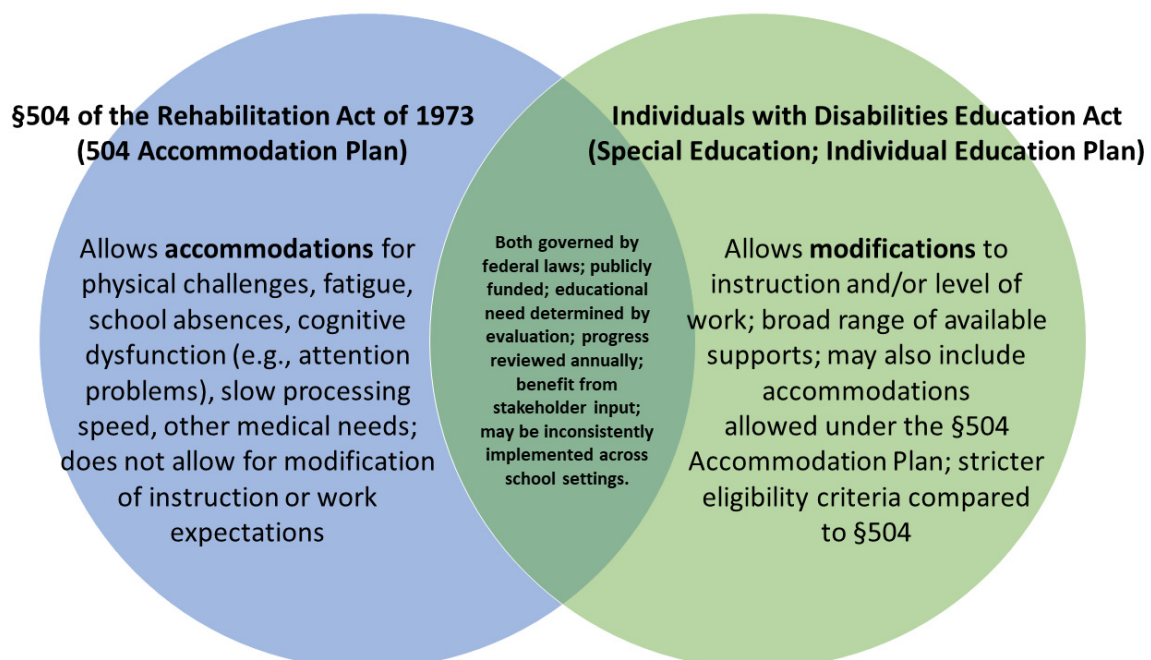 §504 of the Rehabilitation Act of 1973
(504 Accommodation Plan)
Allows accommodations for
physical challenges, fatigue,
school absences, cognitive
dysfunction (e.g., attention
problems), slow processing
speed, other medical needs;
does not allow for modification
of instruction or work
expectations
Both governed by
federal laws; publicly
funded; educational
need determined by
evaluation; progress
reviewed annually;
benefit from
stakeholder input;
may be inconsistently
implemented across
school settings.
Individuals with Disabilities Education Act
(Special Education; Individual Education Plan)
Allows modifications to
instruction and/or level of
work; broad range of available
supports; may also include
accommodations
allowed under the §504
Accommodation Plan; stricter
eligibility criteria compared
to §504